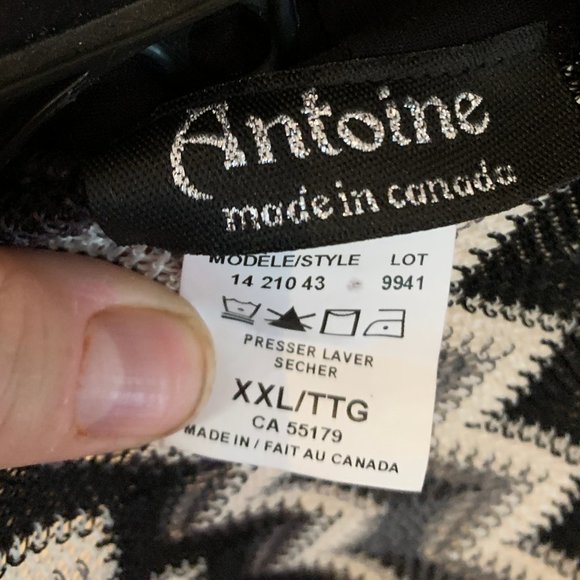 Antoine
made in canada
MODÈLE/STYLE LOT
14 210 43 9941
PRESSER LAVER
SECHER
XXL/TTG
CA 55179
MADE IN / FAIT AU CANADA